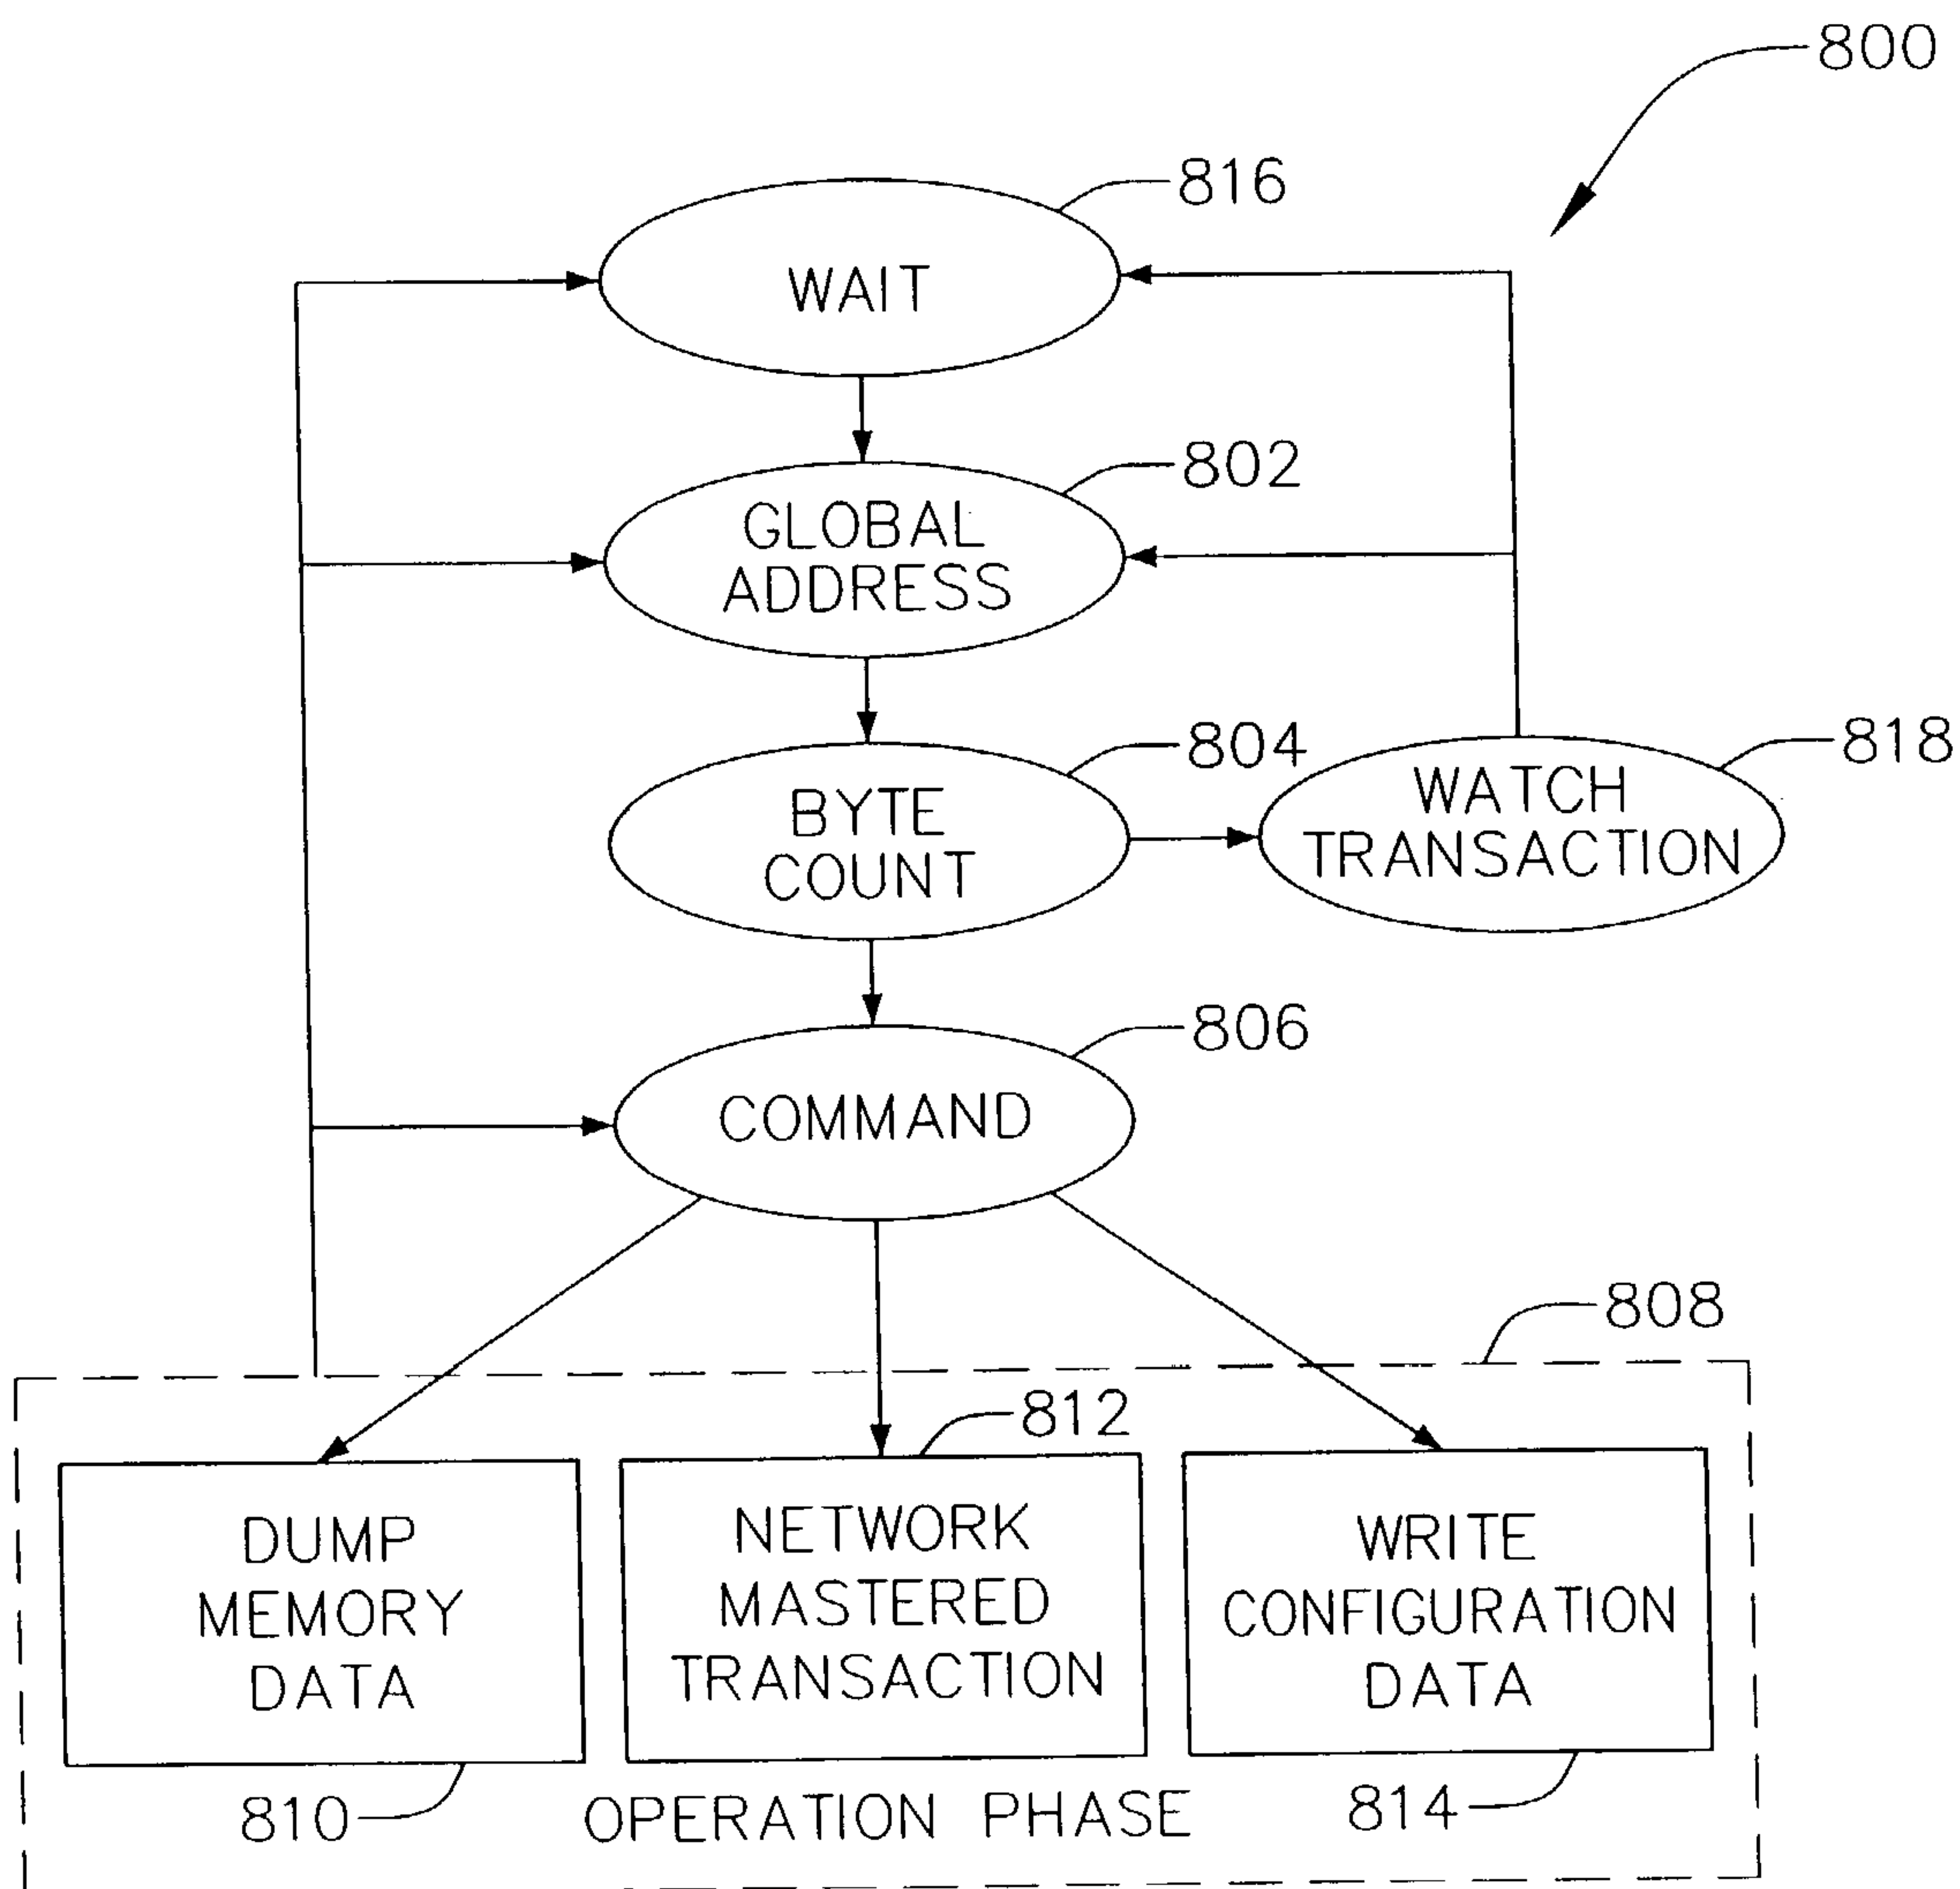 800
816
WAIT
802
GLOBAL
ADDRESS
804
818
BYTE
COUNT
WATCH
TRANSACTION
806
COMMAND
808
812
DUMP
MEMORY
DATA
NETWORK
MASTERED
TRANSACTION
WRITE
CONFIGURATION
DATA
810
OPERATION PHASE
814